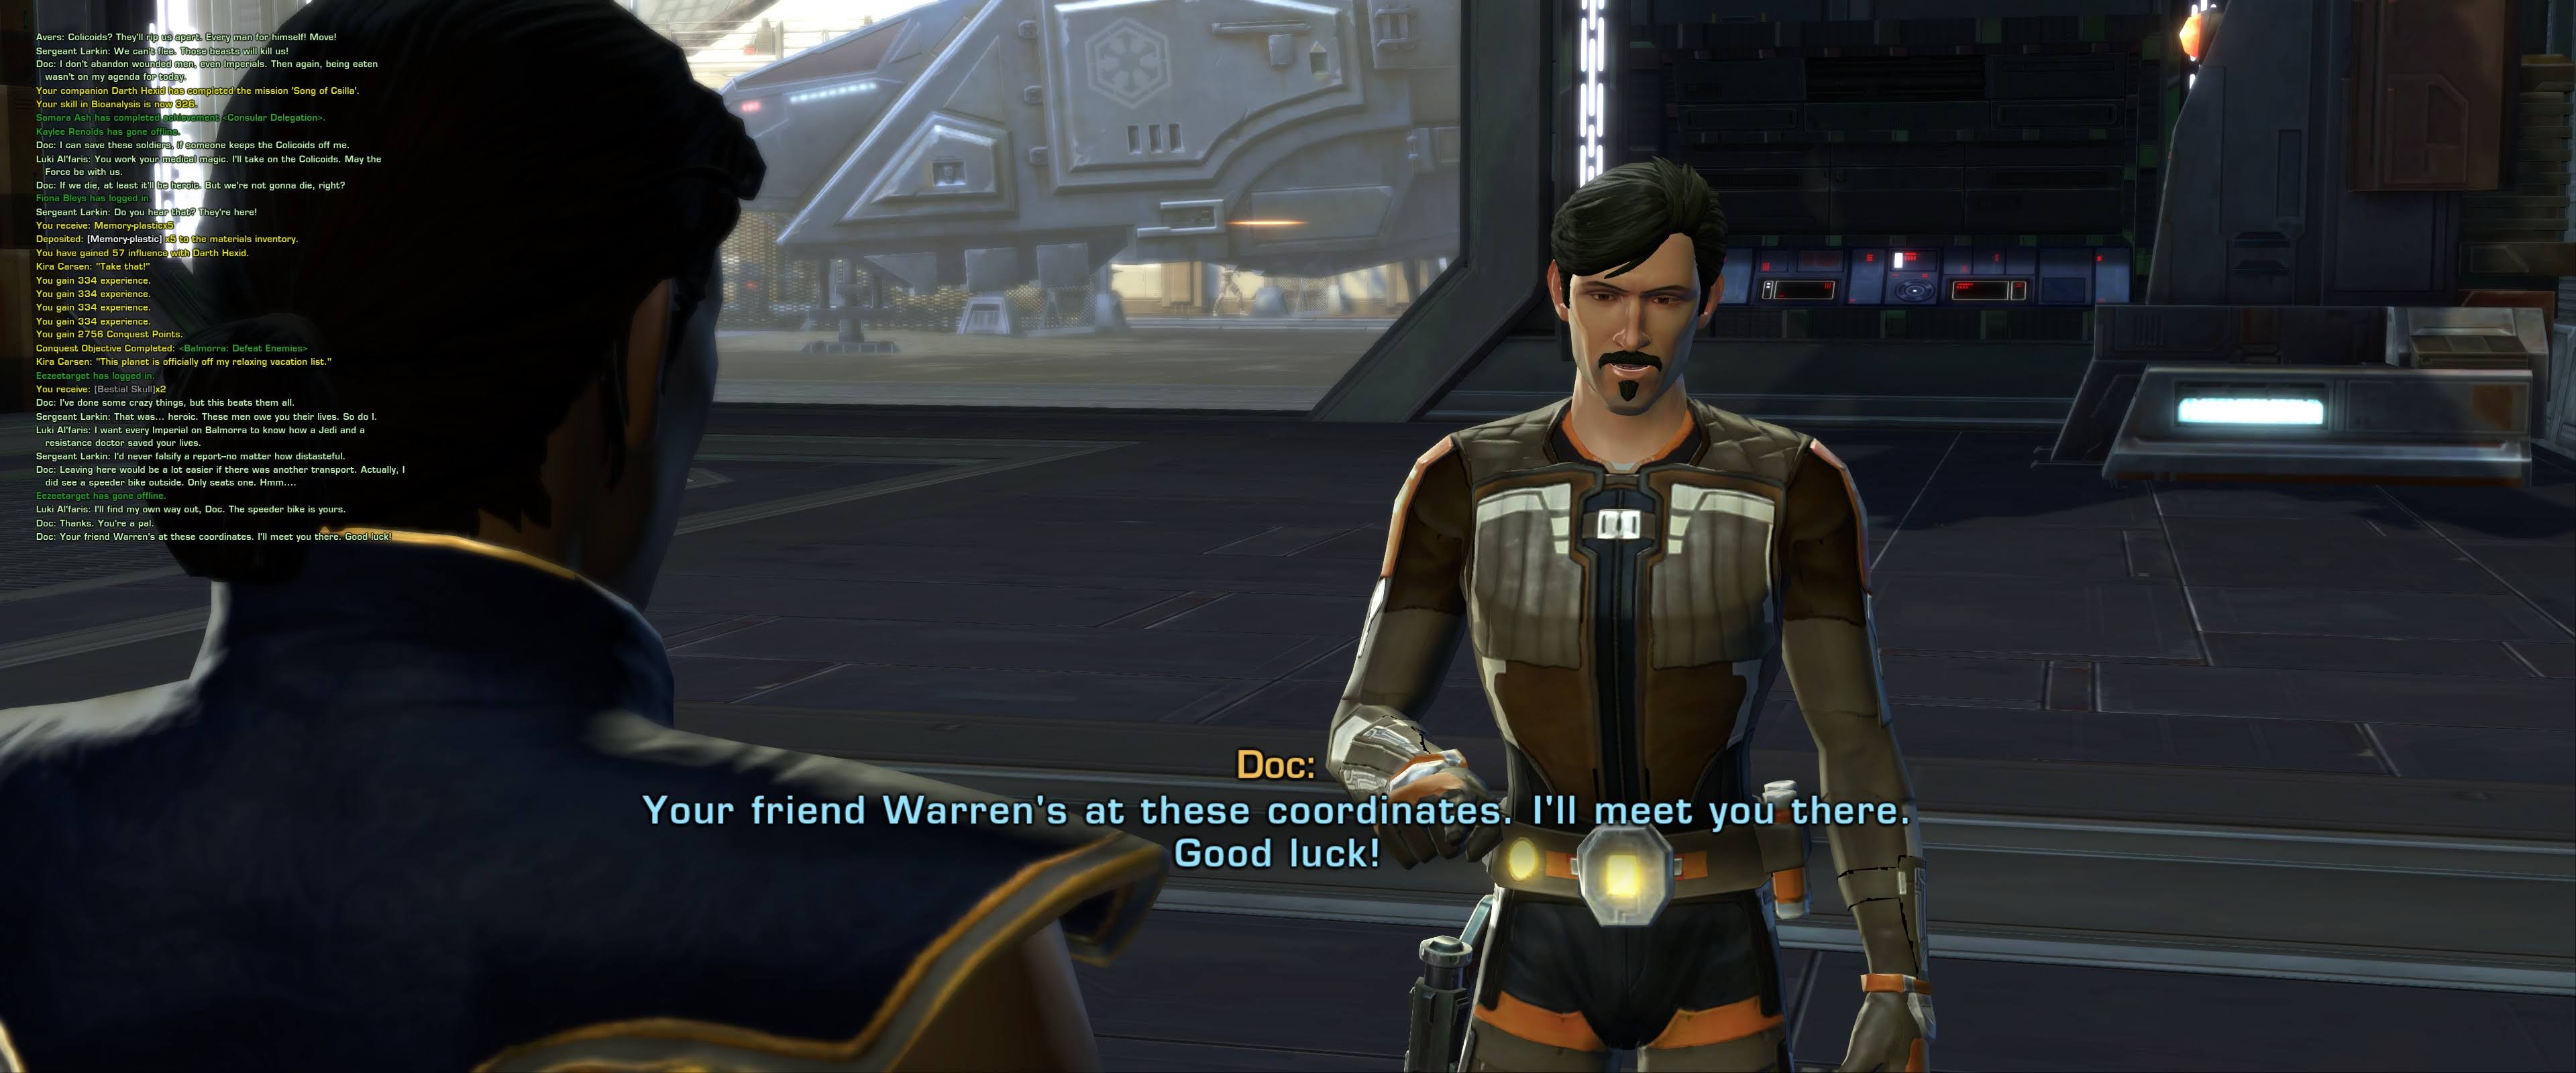 Avers: Colicoids? They'll rip us apart. Every man for himself! Move!
Sergeant Larkin: We can't flee. Those beasts will kill us!
Doc: I don't abandon wounded men, even Imperials. Then again, being eaten
wasn't on my agenda for today.
Your companion Darth Hexid has completed the mission 'Song of Csilla'.
Your skill in Bioanalysis is now 326.
Samara Ash has completed achievement <Consular Delegation>.
Kaylee Renolds has gone offline.
Doc: I can save these soldiers, if someone keeps the Colicoids off me.
Luki Al'faris: You work your medical magic. I'll take on the Colicoids. May the
Force be with us.
Doc: If we die, at least it'll be heroic. But we're not gonna die, right?
Fiona Bleys has logged in.
Sergeant Larkin: Do you hear that? They're here!
You receive: Memory-plasticx5
Deposited: [Memory-plastic] x5 to the materials inventory.
You have gained 57 influence with Darth Hexid.
Kira Carsen: "Take that!"
You gain 334 experience.
You gain 334 experience.
You gain 334 experience.
You gain 334 experience.
You gain 2756 Conquest Points.
Conquest Objective Completed: <Balmorra: Defeat Enemies>
Kira Carsen: "This planet is officially off my relaxing vacation list."
Eezeetarget has logged in.
You receive: [Bestial Skull]x2
Doc: I've done some crazy things, but this beats them all.
Sergeant Larkin: That was... heroic. These men owe you their lives. So do I.
Luki Al'faris: I want every Imperial on Balmorra to know how a Jedi and a
resistance doctor saved your lives.
Sergeant Larkin: I'd never falsify a report—no matter how distasteful.
Doc: Leaving here would be a lot easier if there was another transport. Actually, I
did see a speeder bike outside. Only seats one. Hmm....
Eezeetarget has gone offline.
Luki Al'faris: I'll find my own way out, Doc. The speeder bike is yours.
Doc: Thanks. You're a pal.
Doc: Your friend Warren's at these coordinates. I'll meet you there. Good luck!
Doc:
Your friend Warren's at these coordinates. I'll meet you there.
Good luck!